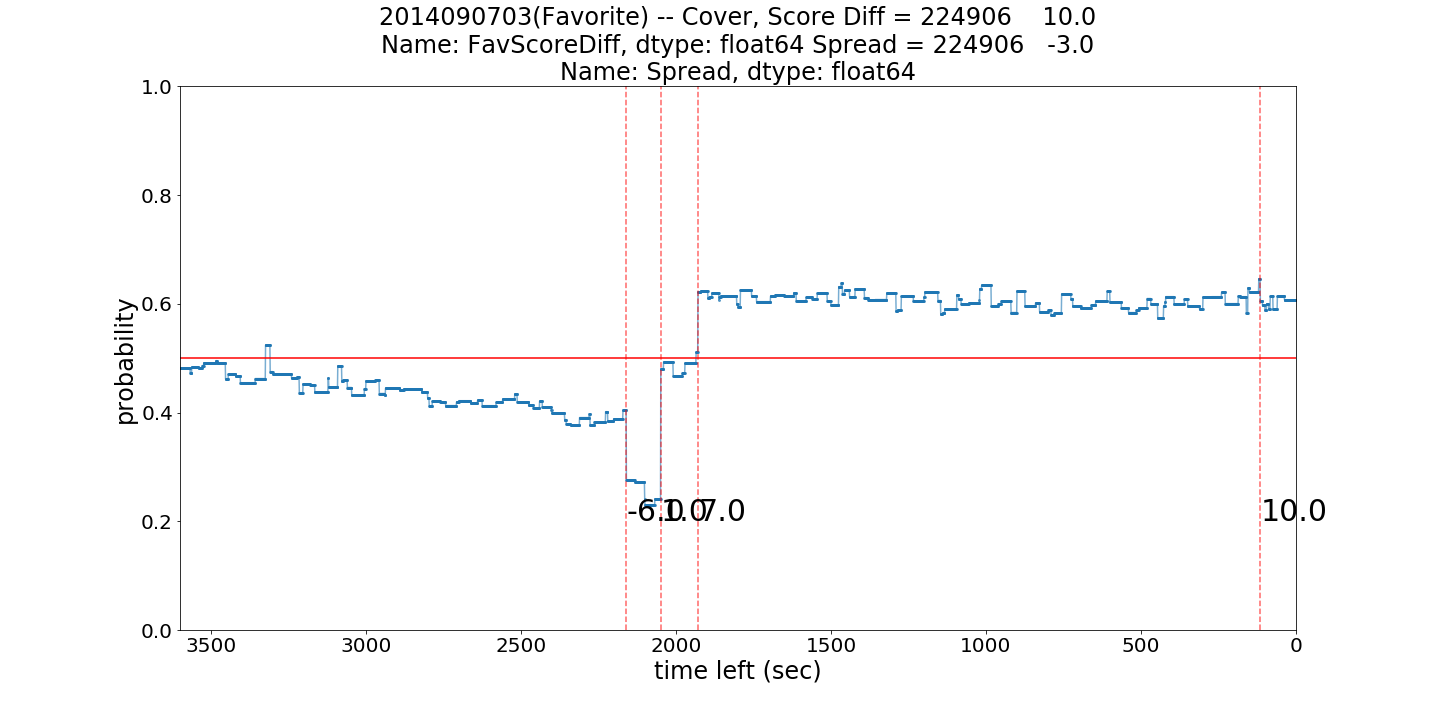 2014090703(Favorite) -- Cover, Score Diff = 224906    10.0
Name: FavScoreDiff, dtype: float64 Spread = 224906   -3.0
Name: Spread, dtype: float64
1.0
0.8
0.6
0.4
0.2
0.0
probability
-6.0
1.0
7.0
10.0
3500 3000 2500 2000 1500 1000 500 0
time left (sec)